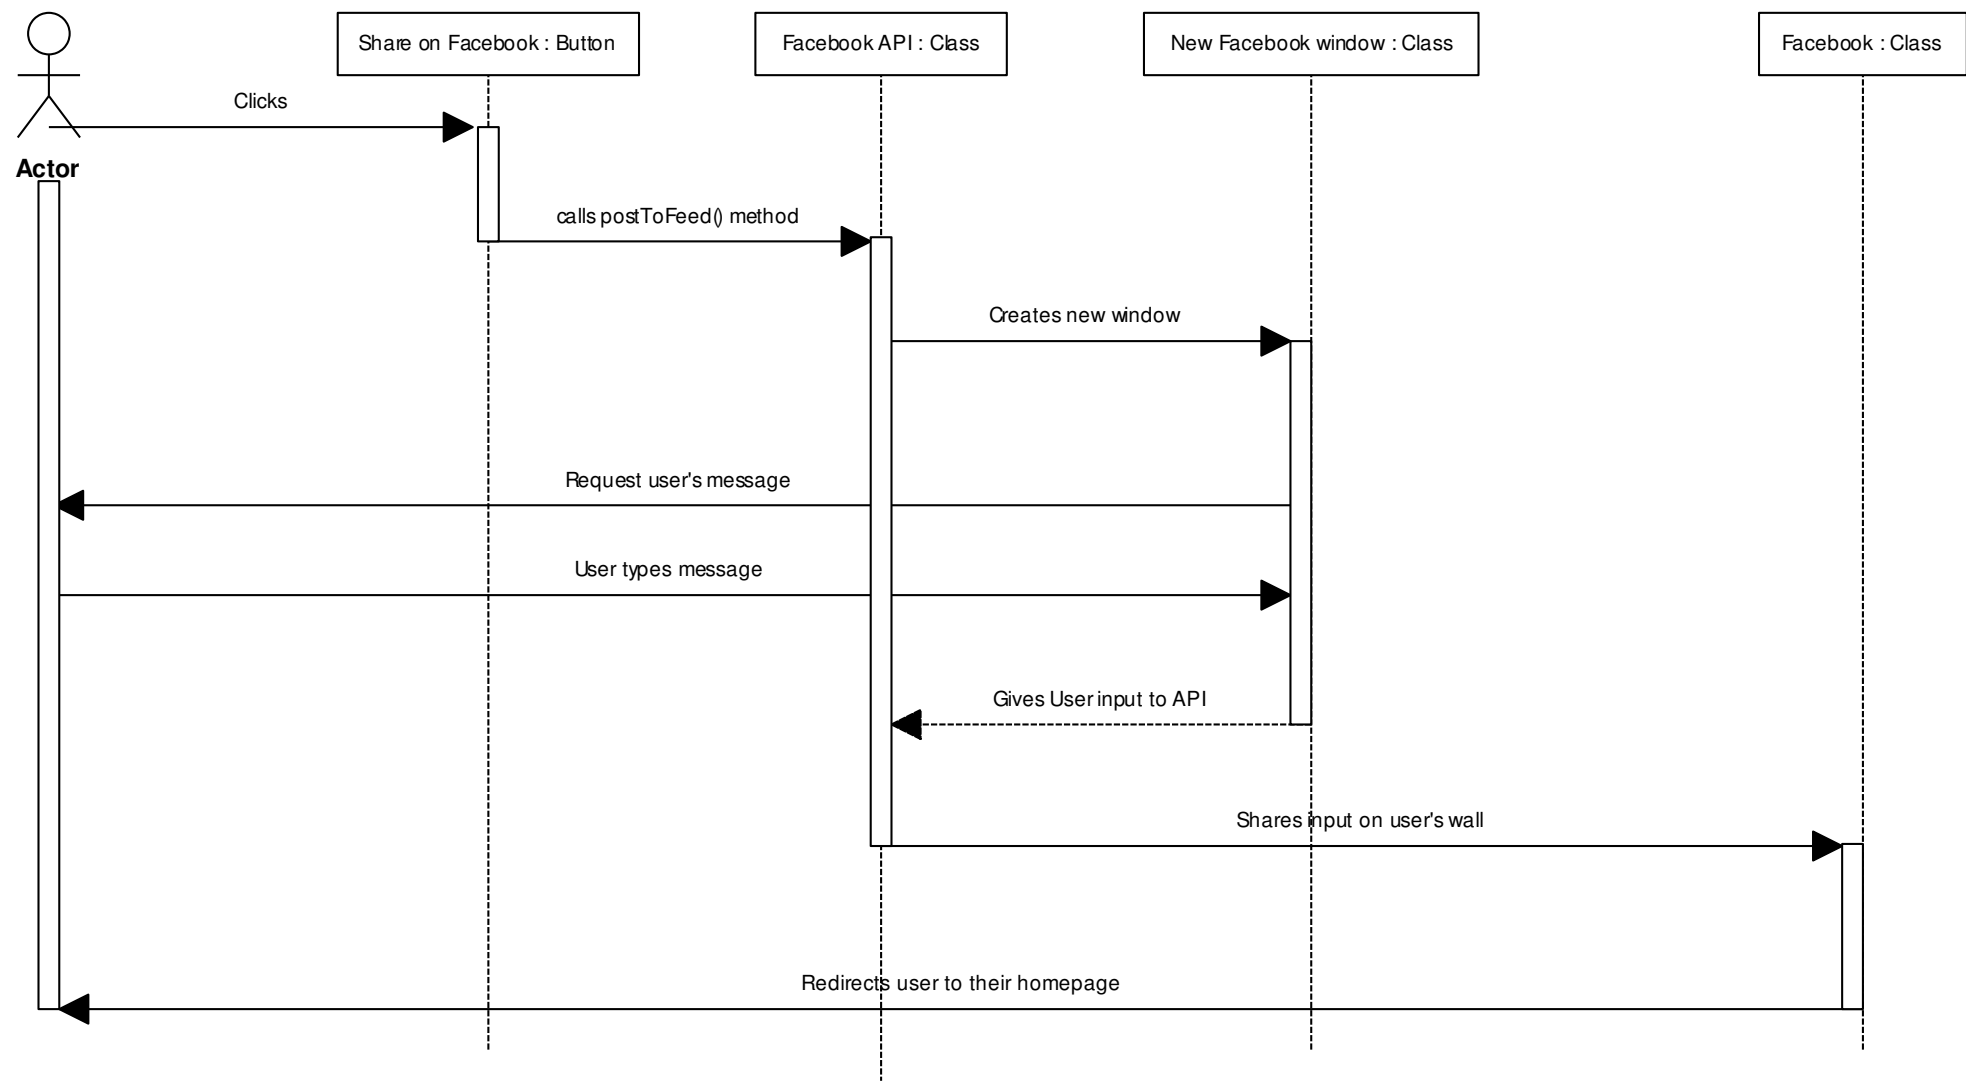 Share on Facebook : Button
Facebook API : Class
New Facebook window : Class
Facebook : Class
Clicks
Actor
calls postToFeed() method
Creates new window
Request user's message
User types message
Gives User input to API
Shares input on user's wall
Redirects user to their homepage